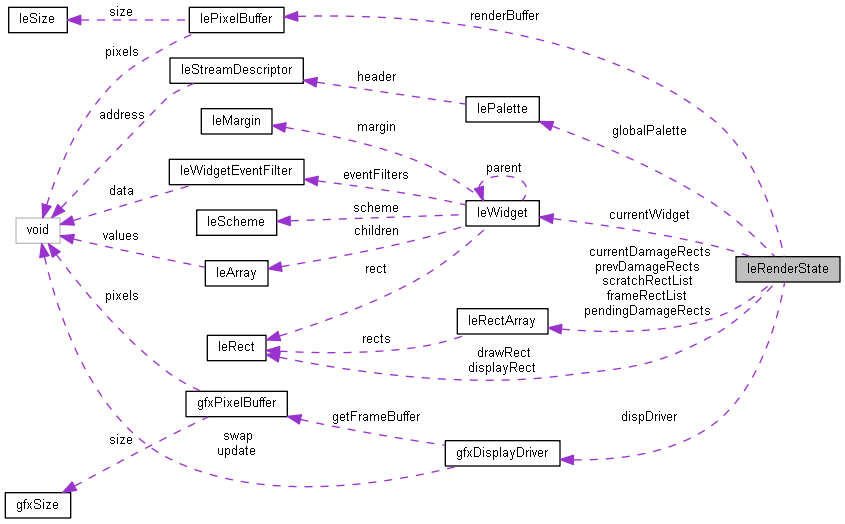 leSize
size
lePixelBuffer
renderBuffer
pixels
leStreamDescriptor
header
lePalette
address
leMargin
margin
globalPalette
parent
leWidgetEventFilter
eventFilters
data
scheme
leWidget
currentWidget
leScheme
void
children
values
leArray
rect
currentDamageRects
prevDamageRects
scratchRectList
frameRectList
pendingDamageRects
leRenderState
pixels
leRectArray
leRect
rects
drawRect
displayRect
gfxPixelBuffer
getFrameBuffer
dispDriver
size
swap
update
gfxDisplayDriver
gfxSize